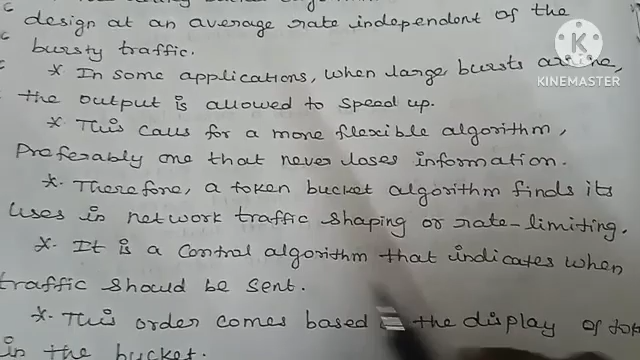 design at an average rate independent of the
bursty traffic.
* In some applications, when large bursts arrive,
the output is allowed to speed up.
* This calls for a more flexible algorithm,
Preferably one that never loses information.
*. Therefore, a token bucket algorithm finds its
uses in network traffic shaping or rate-limiting.
*. It is a Control algorithm that indicates when
traffic should be sent.
*. This order comes based the display of
in the bucket.
KINEMASTER